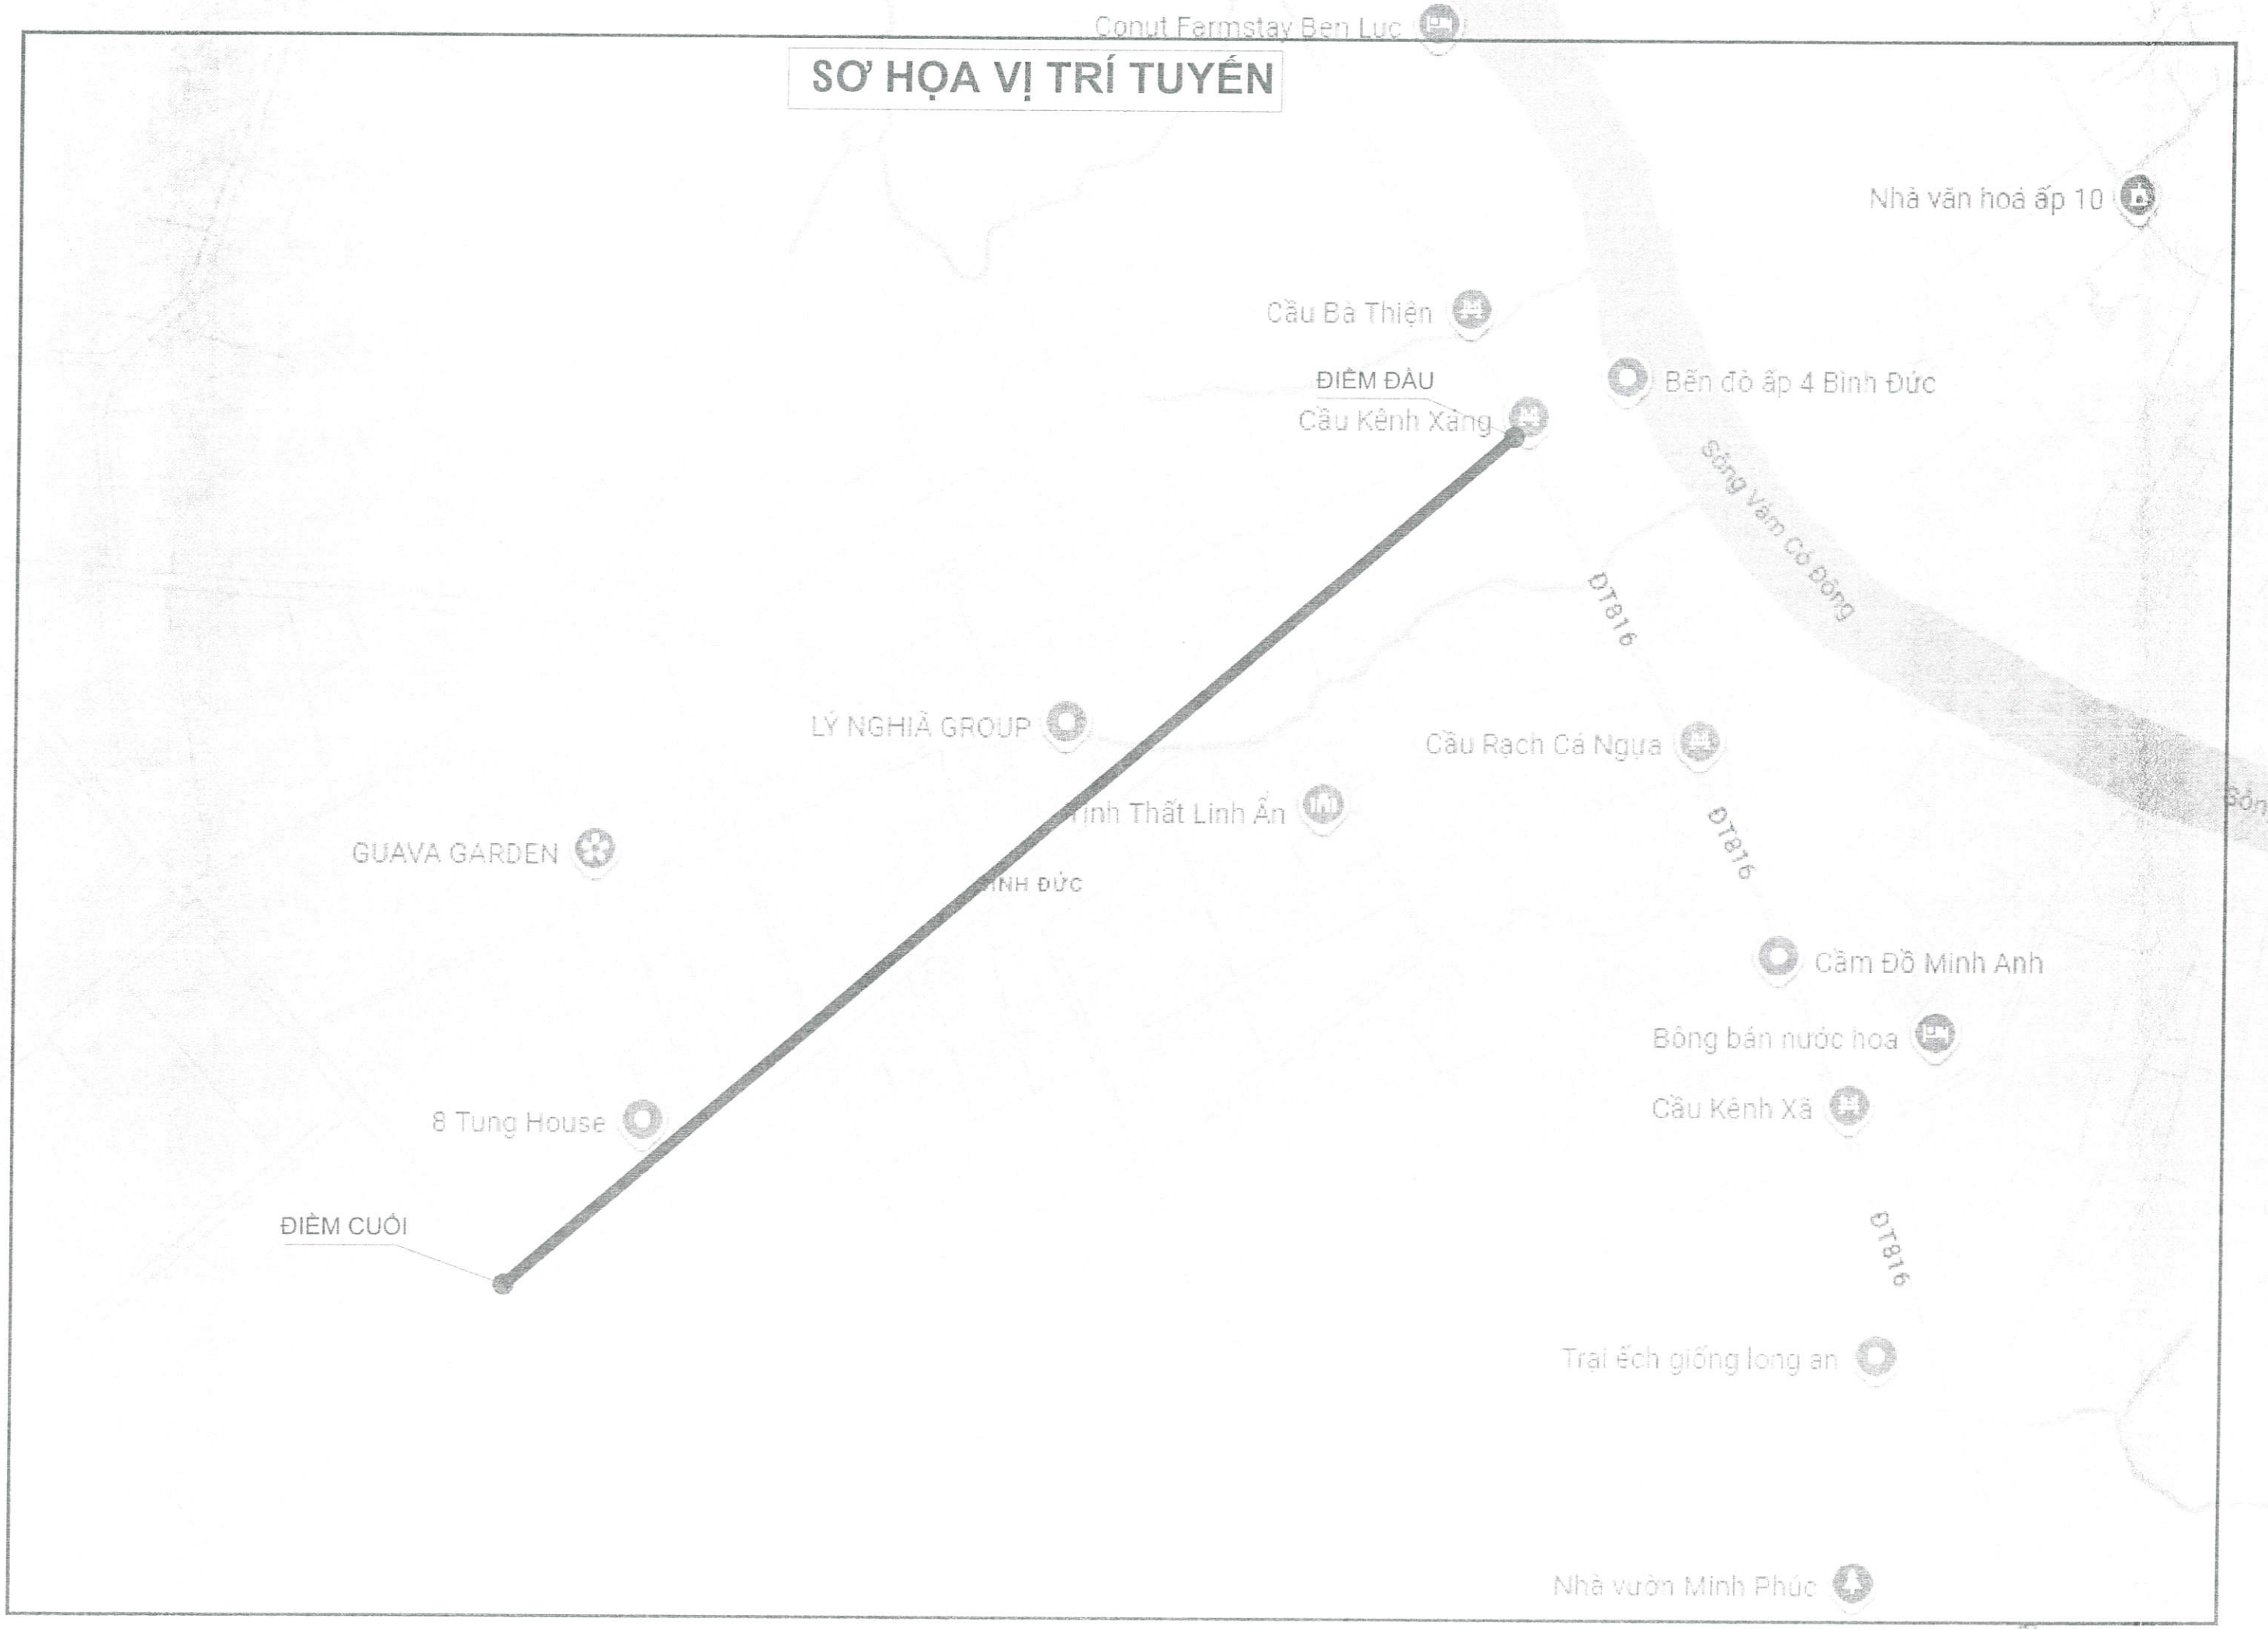 Conut Farmstay Ben Luc
SƠ HỌA VỊ TRÍ TUYẾN
Nhà văn hoá ấp 10
Cầu Bà Thiện
ĐIỂM ĐẦU
Bến đò ấp 4 Bình Đức
Cầu Kênh Xáng
Sông Vàm Cỏ Đông
ĐT816
LÝ NGHIÃ GROUP
Cầu Rạch Cá Ngựa
Sôn
Tịnh Thất Linh Ẩn
ĐT816
GUAVA GARDEN
BÌNH ĐỨC
Cầm Đồ Minh Anh
Bông bán nước hoa
Cầu Kênh Xã
8 Tung House
ĐIỂM CUỐI
ĐT816
Trại ếch giống long an
Nhà vườn Minh Phúc